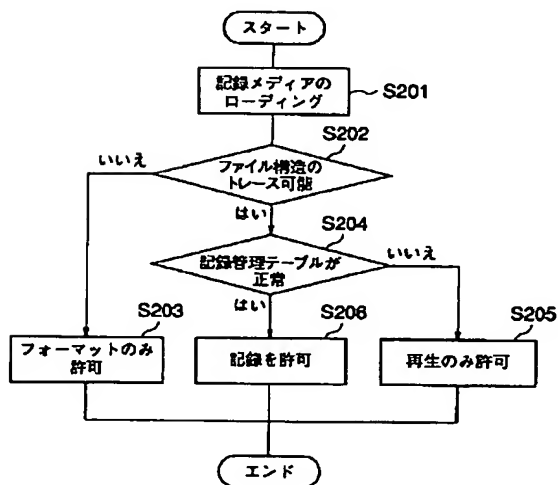 スタート
記録メディアの
ローディング
S201
S202
いいえ
ファイル構造の
トレース可能
はい
S204
記録管理テーブルが
正常
いいえ
はい
S203
フォーマットのみ
許可
S206
記録を許可
S205
再生のみ許可
エンド